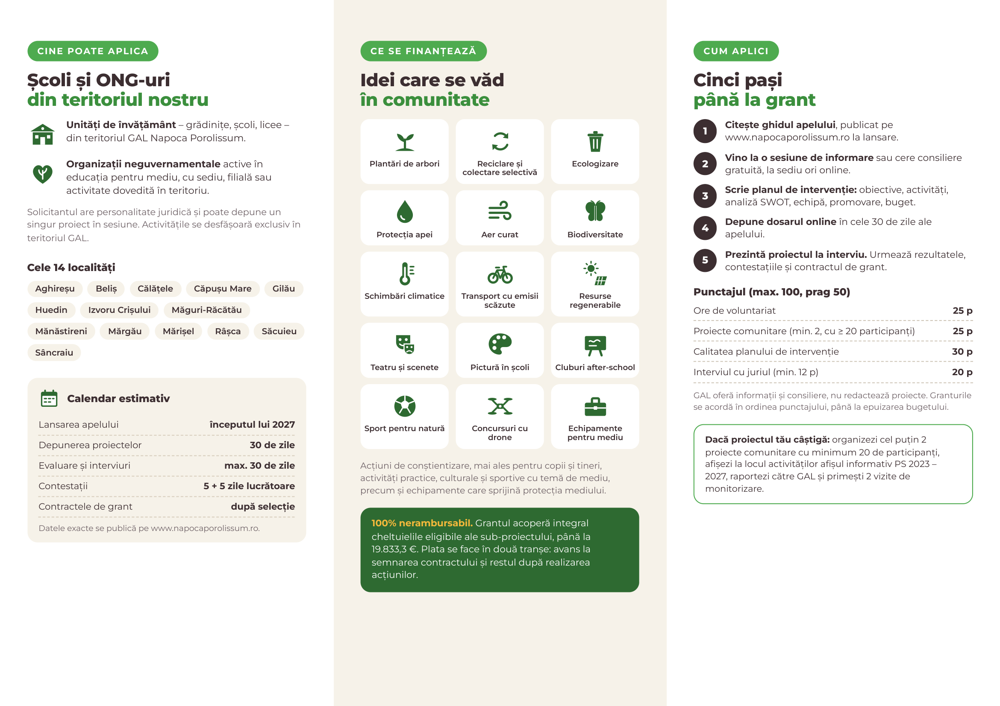 CINE POATE APLICA
Școli și ONG-uri
din teritoriul nostru
Unități de învățământ – grădinițe, școli, licee –
din teritoriul GAL Napoca Porolissum.
Organizații neguvernamentale active în
educația pentru mediu, cu sediu, filială sau
activitate dovedită în teritoriu.
Solicitantul are personalitate juridică și poate depune un
singur proiect în sesiune. Activitățile se desfășoară exclusiv în
teritoriul GAL.
Cele 14 localități
Aghireșu Beliș Călățele Căpușu Mare Gilău
Huedin Izvoru Crișului Măguri-Răcătău
Mănăstireni Mărgău Mărișel Râșca Săcuieu
Sâncraiu
Calendar estimativ
Lansarea apelului începutul lui 2027
Depunerea proiectelor 30 de zile
Evaluare și interviuri max. 30 de zile
Contestații 5 + 5 zile lucrătoare
Contractele de grant după selecție
Datele exacte se publică pe www.napocaporolissum.ro.
CE SE FINANȚEAZĂ
Idei care se văd
în comunitate
Plantări de arbori
Reciclare și
colectare selectivă
Ecologizare
Protecția apei
Aer curat
Biodiversitate
Schimbări climatice
Transport cu emisii
scăzute
Resurse
regenerabile
Teatru și scenete
Pictură în școli
Cluburi after-school
Sport pentru natură
Concursuri cu
drone
Echipamente
pentru mediu
Acțiuni de conștientizare, mai ales pentru copii și tineri,
activități practice, culturale și sportive cu temă de mediu,
precum și echipamente care sprijină protecția mediului.
100% nerambursabil. Grantul acoperă integral
cheltuielile eligibile ale sub-proiectului, până la
19.833,3 €. Plata se face în două tranșe: avans la
semnarea contractului și restul după realizarea
acțiunilor.
CUM APLICI
Cinci pași
până la grant
1 Citește ghidul apelului, publicat pe
www.napocaporolissum.ro la lansare.
2 Vino la o sesiune de informare sau cere consiliere
gratuită, la sediu ori online.
3 Scrie planul de intervenție: obiective, activități,
analiză SWOT, echipă, promovare, buget.
4 Depune dosarul online în cele 30 de zile ale
apelului.
5 Prezintă proiectul la interviu. Urmează rezultatele,
contestațiile și contractul de grant.
Punctajul (max. 100, prag 50)
Ore de voluntariat 25 p
Proiecte comunitare (min. 2, cu ≥ 20 participanți) 25 p
Calitatea planului de intervenție 30 p
Interviul cu juriul (min. 12 p) 20 p
GAL oferă informații și consiliere, nu redactează proiecte. Granturile
se acordă în ordinea punctajului, până la epuizarea bugetului.
Dacă proiectul tău câștigă: organizezi cel puțin 2
proiecte comunitare cu minimum 20 de participanți,
afișezi la locul activităților afișul informativ PS 2023 –
2027, raportezi către GAL și primești 2 vizite de
monitorizare.